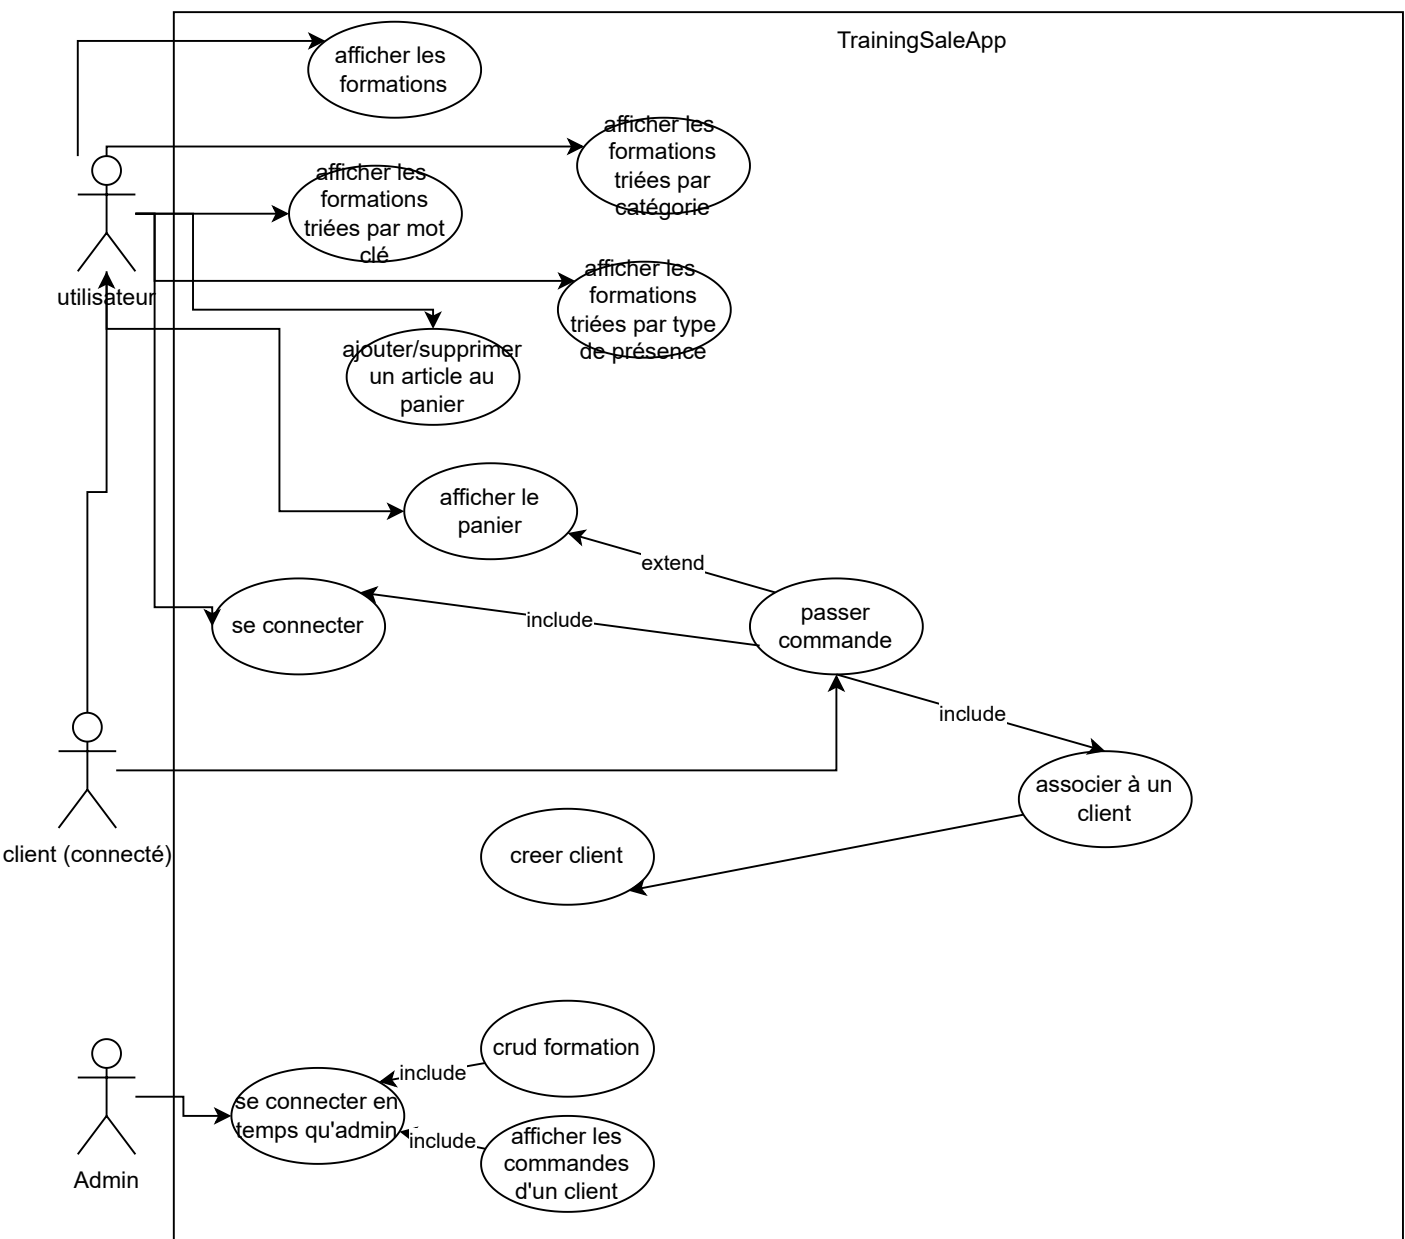 TrainingSaleApp
afficher les
formations
afficher les
formations
triées par
catégorie
afficher les
formations
triées par mot
clé
utilisateur
afficher les
formations
triées par type
de présence
ajouter/supprimer
un article au
panier
afficher le
panier
extend
se connecter
include
passer
commande
include
associer à un
client
client (connecté)
creer client
crud formation
include
se connecter en
temps qu'admin
include
afficher les
commandes
d'un client
Admin